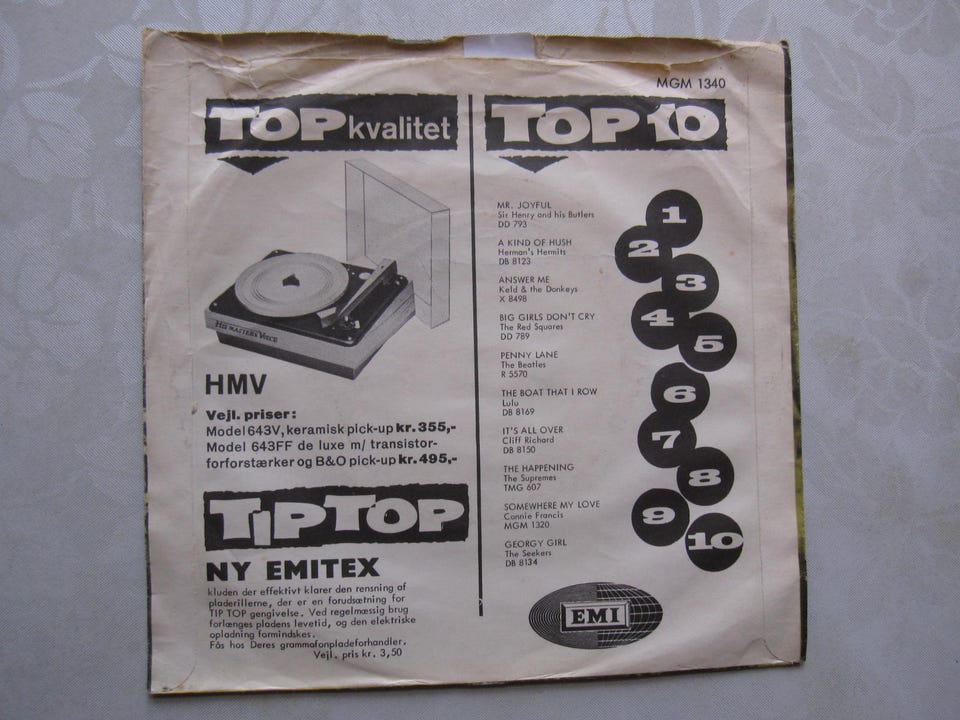 MGM 1340
TOP kvalitet
HIS MASTER'S VOICE
HMV
Vejl. priser:
Model 643V, keramisk pick-up kr. 355,-
Model 643FF de luxe m/ transistor-
forforstærker og B&O pick-up kr. 495,-
TIP TOP
NY EMITEX
kluden der effektivt klarer den rensning af
pladerillerne, der er en forudsætning for
TIP TOP gengivelse. Ved regelmæssig brug
forlænges pladens levetid, og den elektriske
opladning formindskes.
Fås hos Deres grammofonpladeforhandler.
Vejl. pris kr. 3,50
TOP 10
MR. JOYFUL
Sir Henry and his Butlers
DD 793
A KIND OF HUSH
Herman's Hermits
DB 8123
ANSWER ME
Keld & the Donkeys
X 8498
BIG GIRLS DON'T CRY
The Red Squares
DD 789
PENNY LANE
The Beatles
R 5570
THE BOAT THAT I ROW
Lulu
DB 8169
IT'S ALL OVER
Cliff Richard
DB 8150
THE HAPPENING
The Supremes
TMG 607
SOMEWHERE MY LOVE
Connie Francis
MGM 1320
GEORGY GIRL
The Seekers
DB 8134
1
2
3
4
5
6
7
8
9
10
EMI